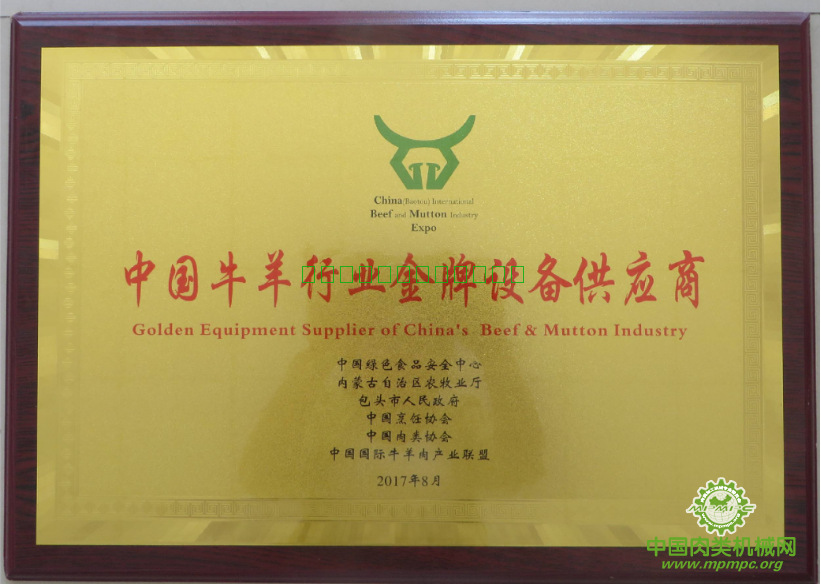 China(Baotou) International
Beef and Mutton Industry
Expo
中国牛羊行业金牌设备供应商
Golden Equipment Supplier of China's Beef & Mutton Industry
中国绿色食品安全中心
内蒙古自治区农牧业厅
包头市人民政府
中国烹饪协会
中国肉类协会
中国国际牛羊肉产业联盟
2017年8月
MPMPC
中国肉类机械网
www.mpmpc.org